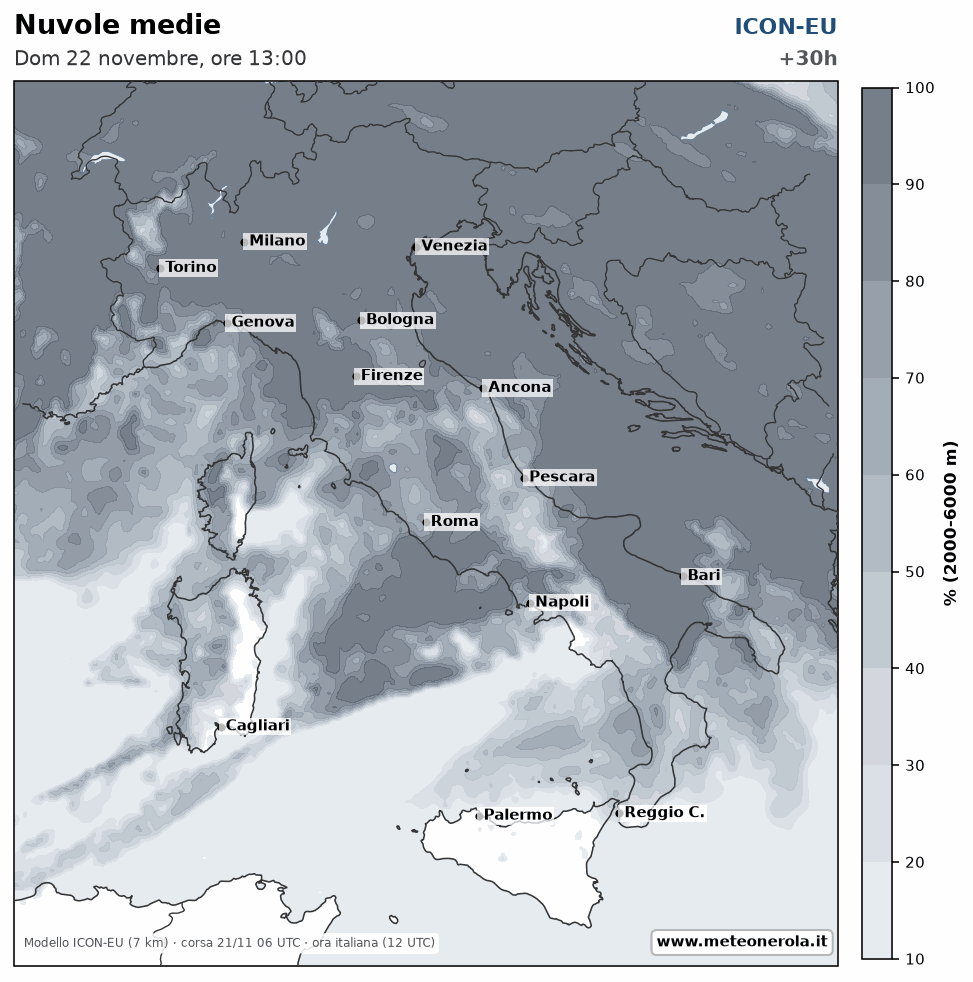 Nuvole medie
ICON-EU
Dom 22 novembre, ore 13:00
+30h
100
90
80
70
60
50
40
30
20
10
% (2000-6000 m)
Milano
Venezia
Torino
Genova
Bologna
Firenze
Ancona
Pescara
Roma
Bari
Napoli
Cagliari
Palermo
Reggio C.
Modello ICON-EU (7 km) · corsa 21/11 06 UTC · ora italiana (12 UTC)
www.meteonerola.it